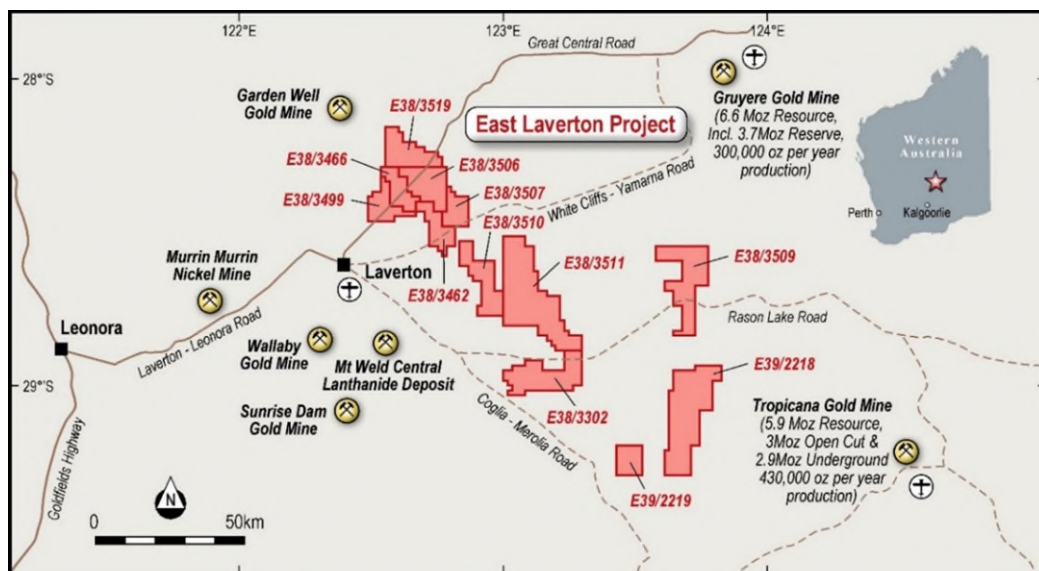 122°E
123°E
124°E
Great Central Road
28°S
Garden Well
Gold Mine
E38/3519
East Laverton Project
Gruyere Gold Mine
(6.6 Moz Resource,
Incl. 3.7Moz Reserve,
300,000 oz per year
production)
Western
Australia
Perth
Kalgoorlie
E38/3466
E38/3506
E38/3499
E38/3507
White Cliffs - Yamarna Road
E38/3510
Murrin Murrin
Nickel Mine
Laverton
E38/3462
E38/3511
E38/3509
Leonora
Laverton - Leonora Road
Rason Lake Road
Wallaby
Gold Mine
Mt Weld Central
Lanthanide Deposit
29°S
E39/2218
Sunrise Dam
Gold Mine
Coglia - Merolia Road
E38/3302
Tropicana Gold Mine
(5.9 Moz Resource,
3Moz Open Cut &
2.9Moz Underground
430,000 oz per year
production)
Goldfields Highway
E39/2219
N
0
50km